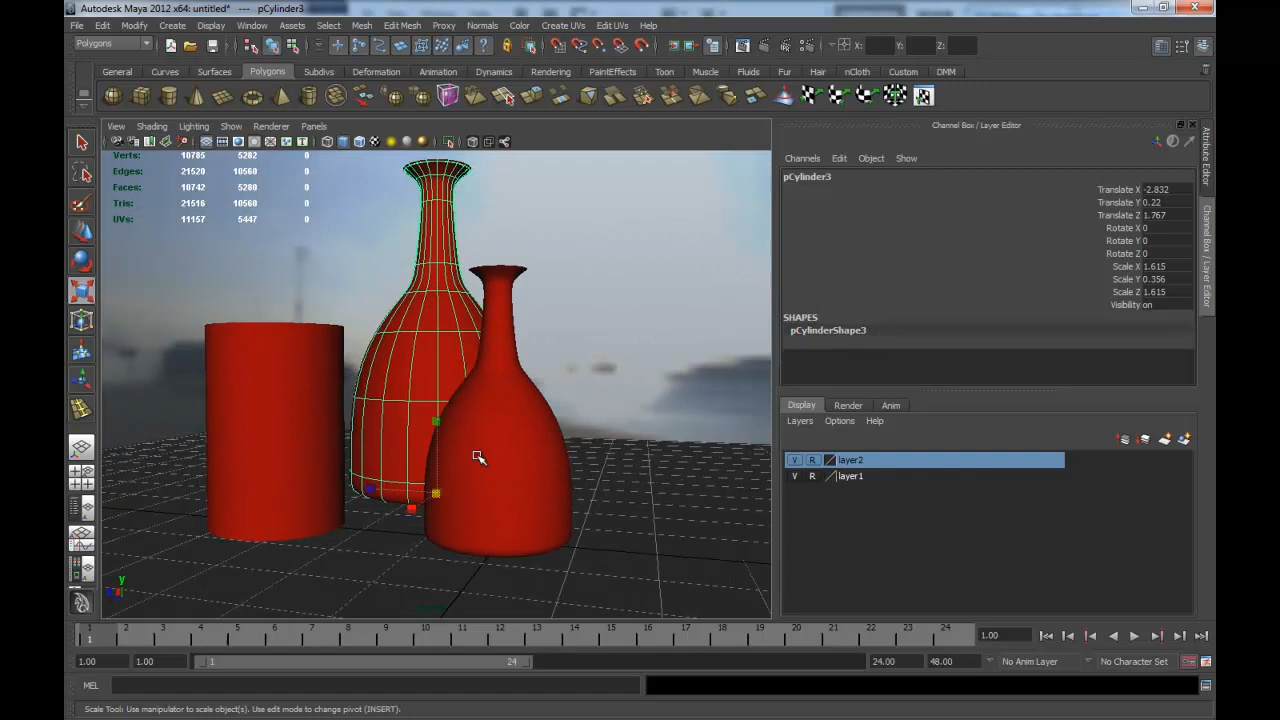 Autodesk Maya 2012 x64: untitled* --- pCylinder3
File Edit Modify Create Display Window Assets Select Mesh Edit Mesh Proxy Normals Color Create UVs Edit UVs Help
Polygons X: Y: Z:
General Curves Surfaces Polygons Subdivs Deformation Animation Dynamics Rendering PaintEffects Toon Muscle Fluids Fur Hair nCloth Custom DMM
View Shading Lighting Show Renderer Panels
Verts: 10785 5282 0
Edges: 21520 10560 0
Faces: 10742 5280 0
Tris: 21516 10560 0
UVs: 11157 5447 0
y
Channel Box / Layer Editor
Channels Edit Object Show
pCylinder3
Translate X -2.832
Translate Y 0.22
Translate Z 1.767
Rotate X 0
Rotate Y 0
Rotate Z 0
Scale X 1.615
Scale Y 0.356
Scale Z 1.615
Visibility on
SHAPES
pCylinderShape3
Display Render Anim
Layers Options Help
V R layer2
V layer1
Attribute Editor
Channel Box / Layer Editor
1 2 3 4 5 6 7 8 9 10 11 12 13 14 15 16 17 18 19 20 21 22 23 24
1 1.00
1.00 1.00 1 24 24.00 48.00 No Anim Layer No Character Set
MEL
Scale Tool: Use manipulator to scale object(s). Use edit mode to change pivot (INSERT).